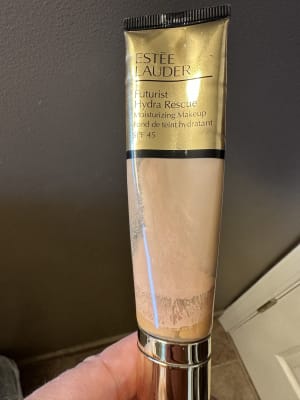 ESTĒE
LAUDER
Futurist
Hydra Rescue
Moisturizing Makeup
Fond de teint hydratant
SPF 45